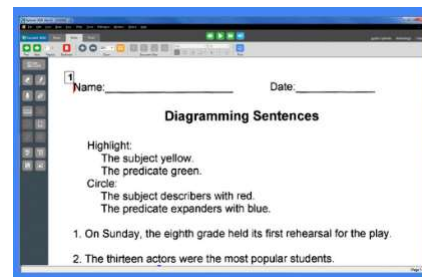 1
Name: Date:
Diagramming Sentences
Highlight:
The subject yellow.
The predicate green.
Circle:
The subject describers with red.
The predicate expanders with blue.
1. On Sunday, the eighth grade held its first rehearsal for the play.
2. The thirteen actors were the most popular students.